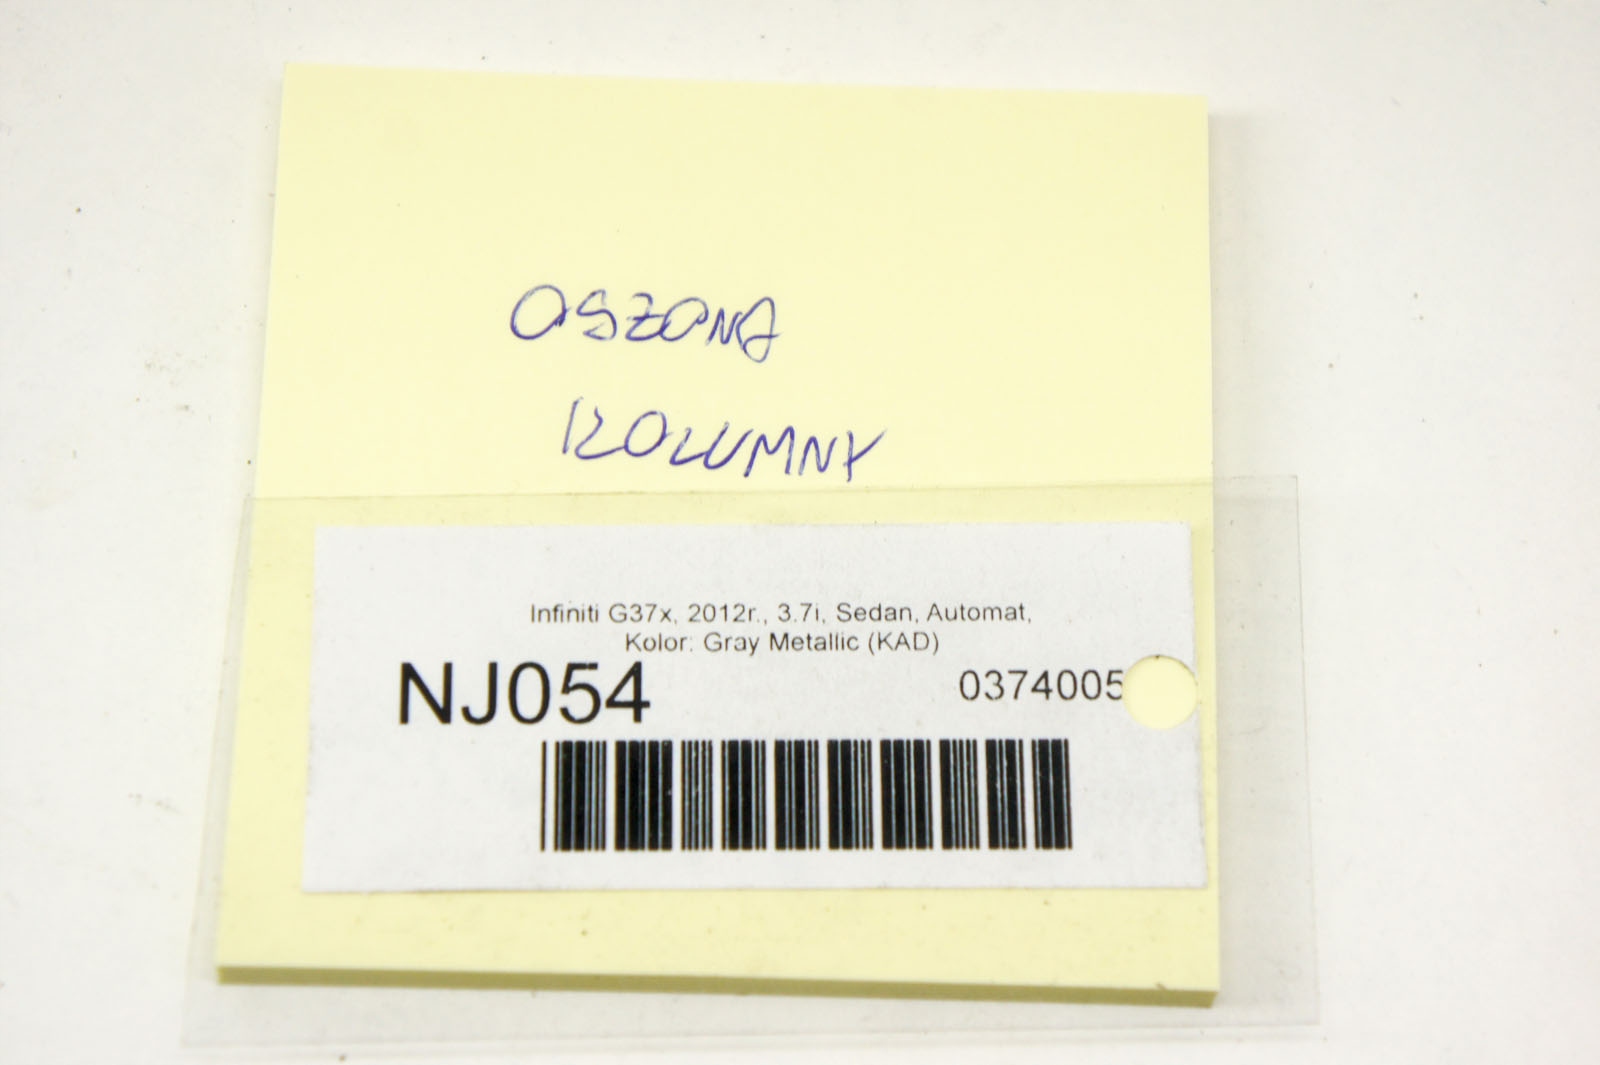 OSZONA
KOLUMNY
Infiniti G37x, 2012r., 3.7i, Sedan, Automat,
Kolor: Gray Metallic (KAD)
NJ054
0374005